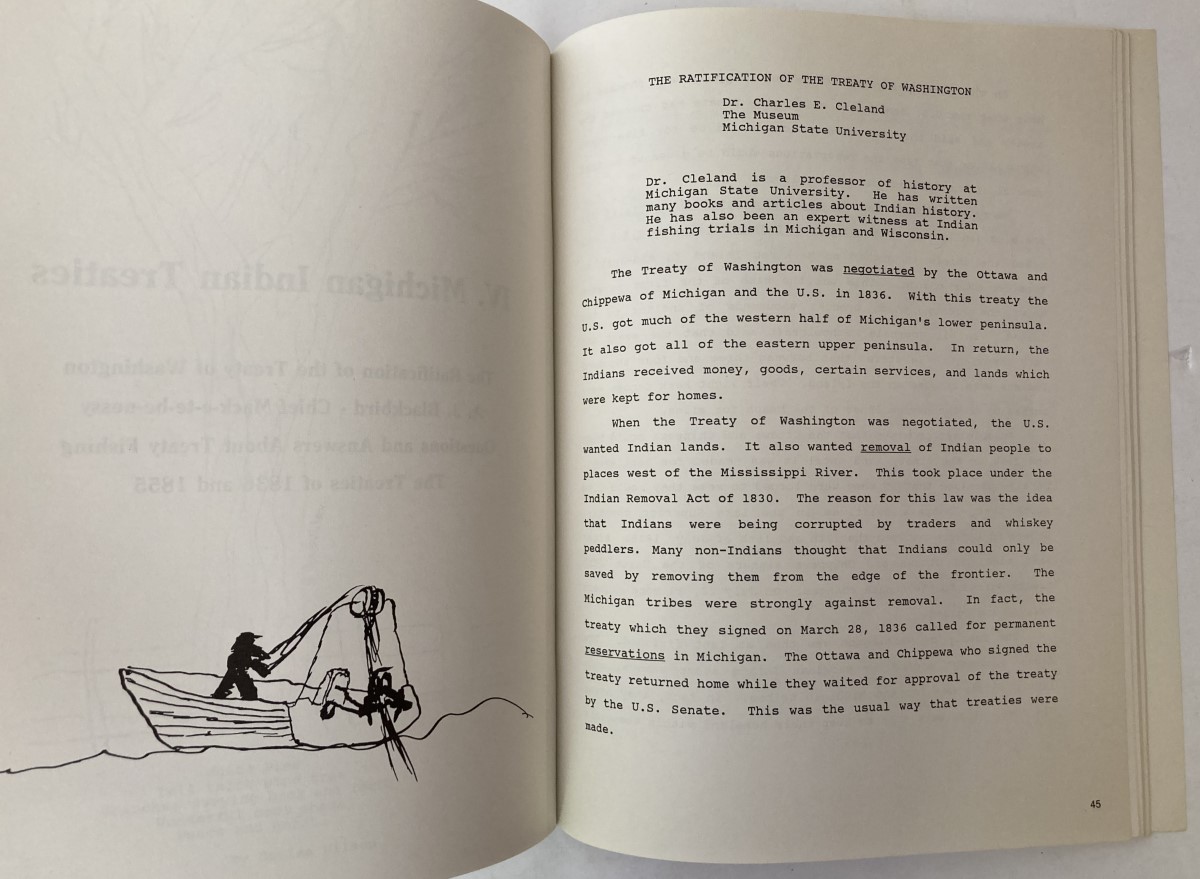 THE RATIFICATION OF THE TREATY OF WASHINGTON
Dr. Charles E. Cleland
The Museum
Michigan State University
Dr. Cleland is a professor of history at
Michigan State University. He has written
many books and articles about Indian history.
He has also been an expert witness at Indian
fishing trials in Michigan and Wisconsin.
The Treaty of Washington was negotiated by the Ottawa and
Chippewa of Michigan and the U.S. in 1836. With this treaty the
U.S. got much of the western half of Michigan's lower peninsula.
It also got all of the eastern upper peninsula. In return, the
Indians received money, goods, certain services, and lands which
were kept for homes.
When the Treaty of Washington was negotiated, the U.S.
wanted Indian lands. It also wanted removal of Indian people to
places west of the Mississippi River. This took place under the
Indian Removal Act of 1830. The reason for this law was the idea
that Indians were being corrupted by traders and whiskey
peddlers. Many non-Indians thought that Indians could only be
saved by removing them from the edge of the frontier. The
Michigan tribes were strongly against removal. In fact, the
treaty which they signed on March 28, 1836 called for permanent
reservations in Michigan. The Ottawa and Chippewa who signed the
treaty returned home while they waited for approval of the treaty
by the U.S. Senate. This was the usual way that treaties were
made.
45